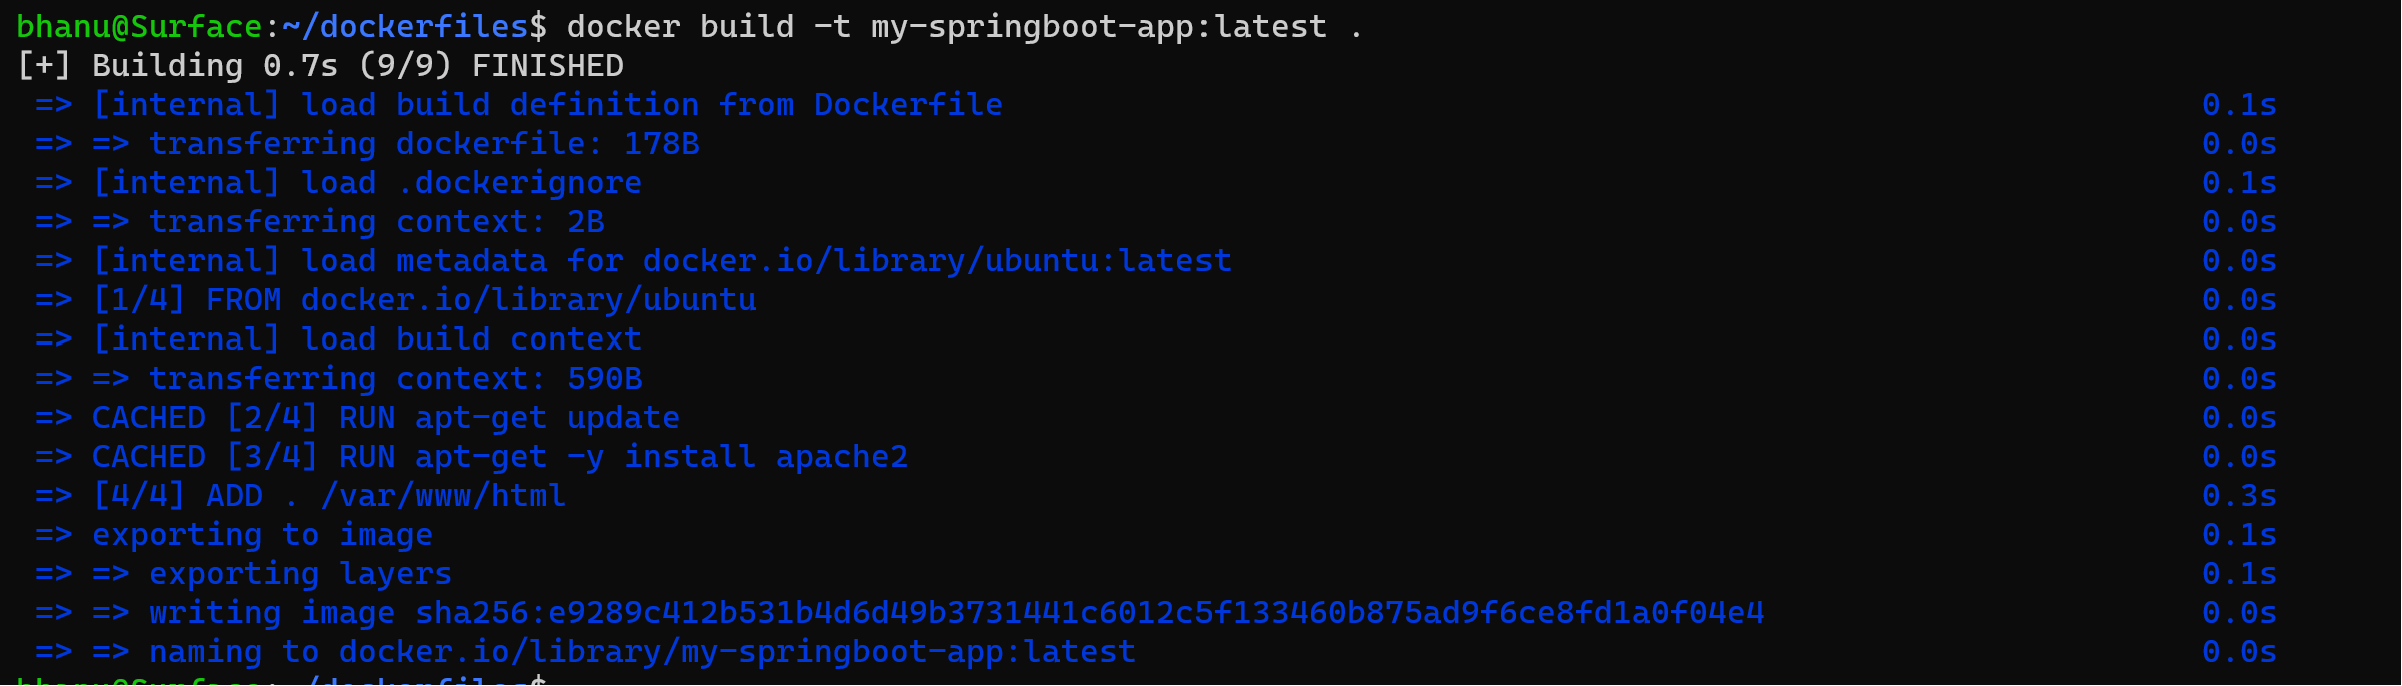 bhanu@Surface:~/dockerfiles$ docker build -t my-springboot-app:latest .
[+] Building 0.7s (9/9) FINISHED
=> [internal] load build definition from Dockerfile 0.1s
=> => transferring dockerfile: 178B 0.0s
=> [internal] load .dockerignore 0.1s
=> => transferring context: 2B 0.0s
=> [internal] load metadata for docker.io/library/ubuntu:latest 0.0s
=> [1/4] FROM docker.io/library/ubuntu 0.0s
=> [internal] load build context 0.0s
=> => transferring context: 590B 0.0s
=> CACHED [2/4] RUN apt-get update 0.0s
=> CACHED [3/4] RUN apt-get -y install apache2 0.0s
=> [4/4] ADD . /var/www/html 0.3s
=> exporting to image 0.1s
=> => exporting layers 0.1s
=> => writing image sha256:e9289c412b531b4d6d49b3731441c6012c5f133460b875ad9f6ce8fd1a0f04e4 0.0s
=> => naming to docker.io/library/my-springboot-app:latest 0.0s
bhanu@Surface:~/dockerfiles$